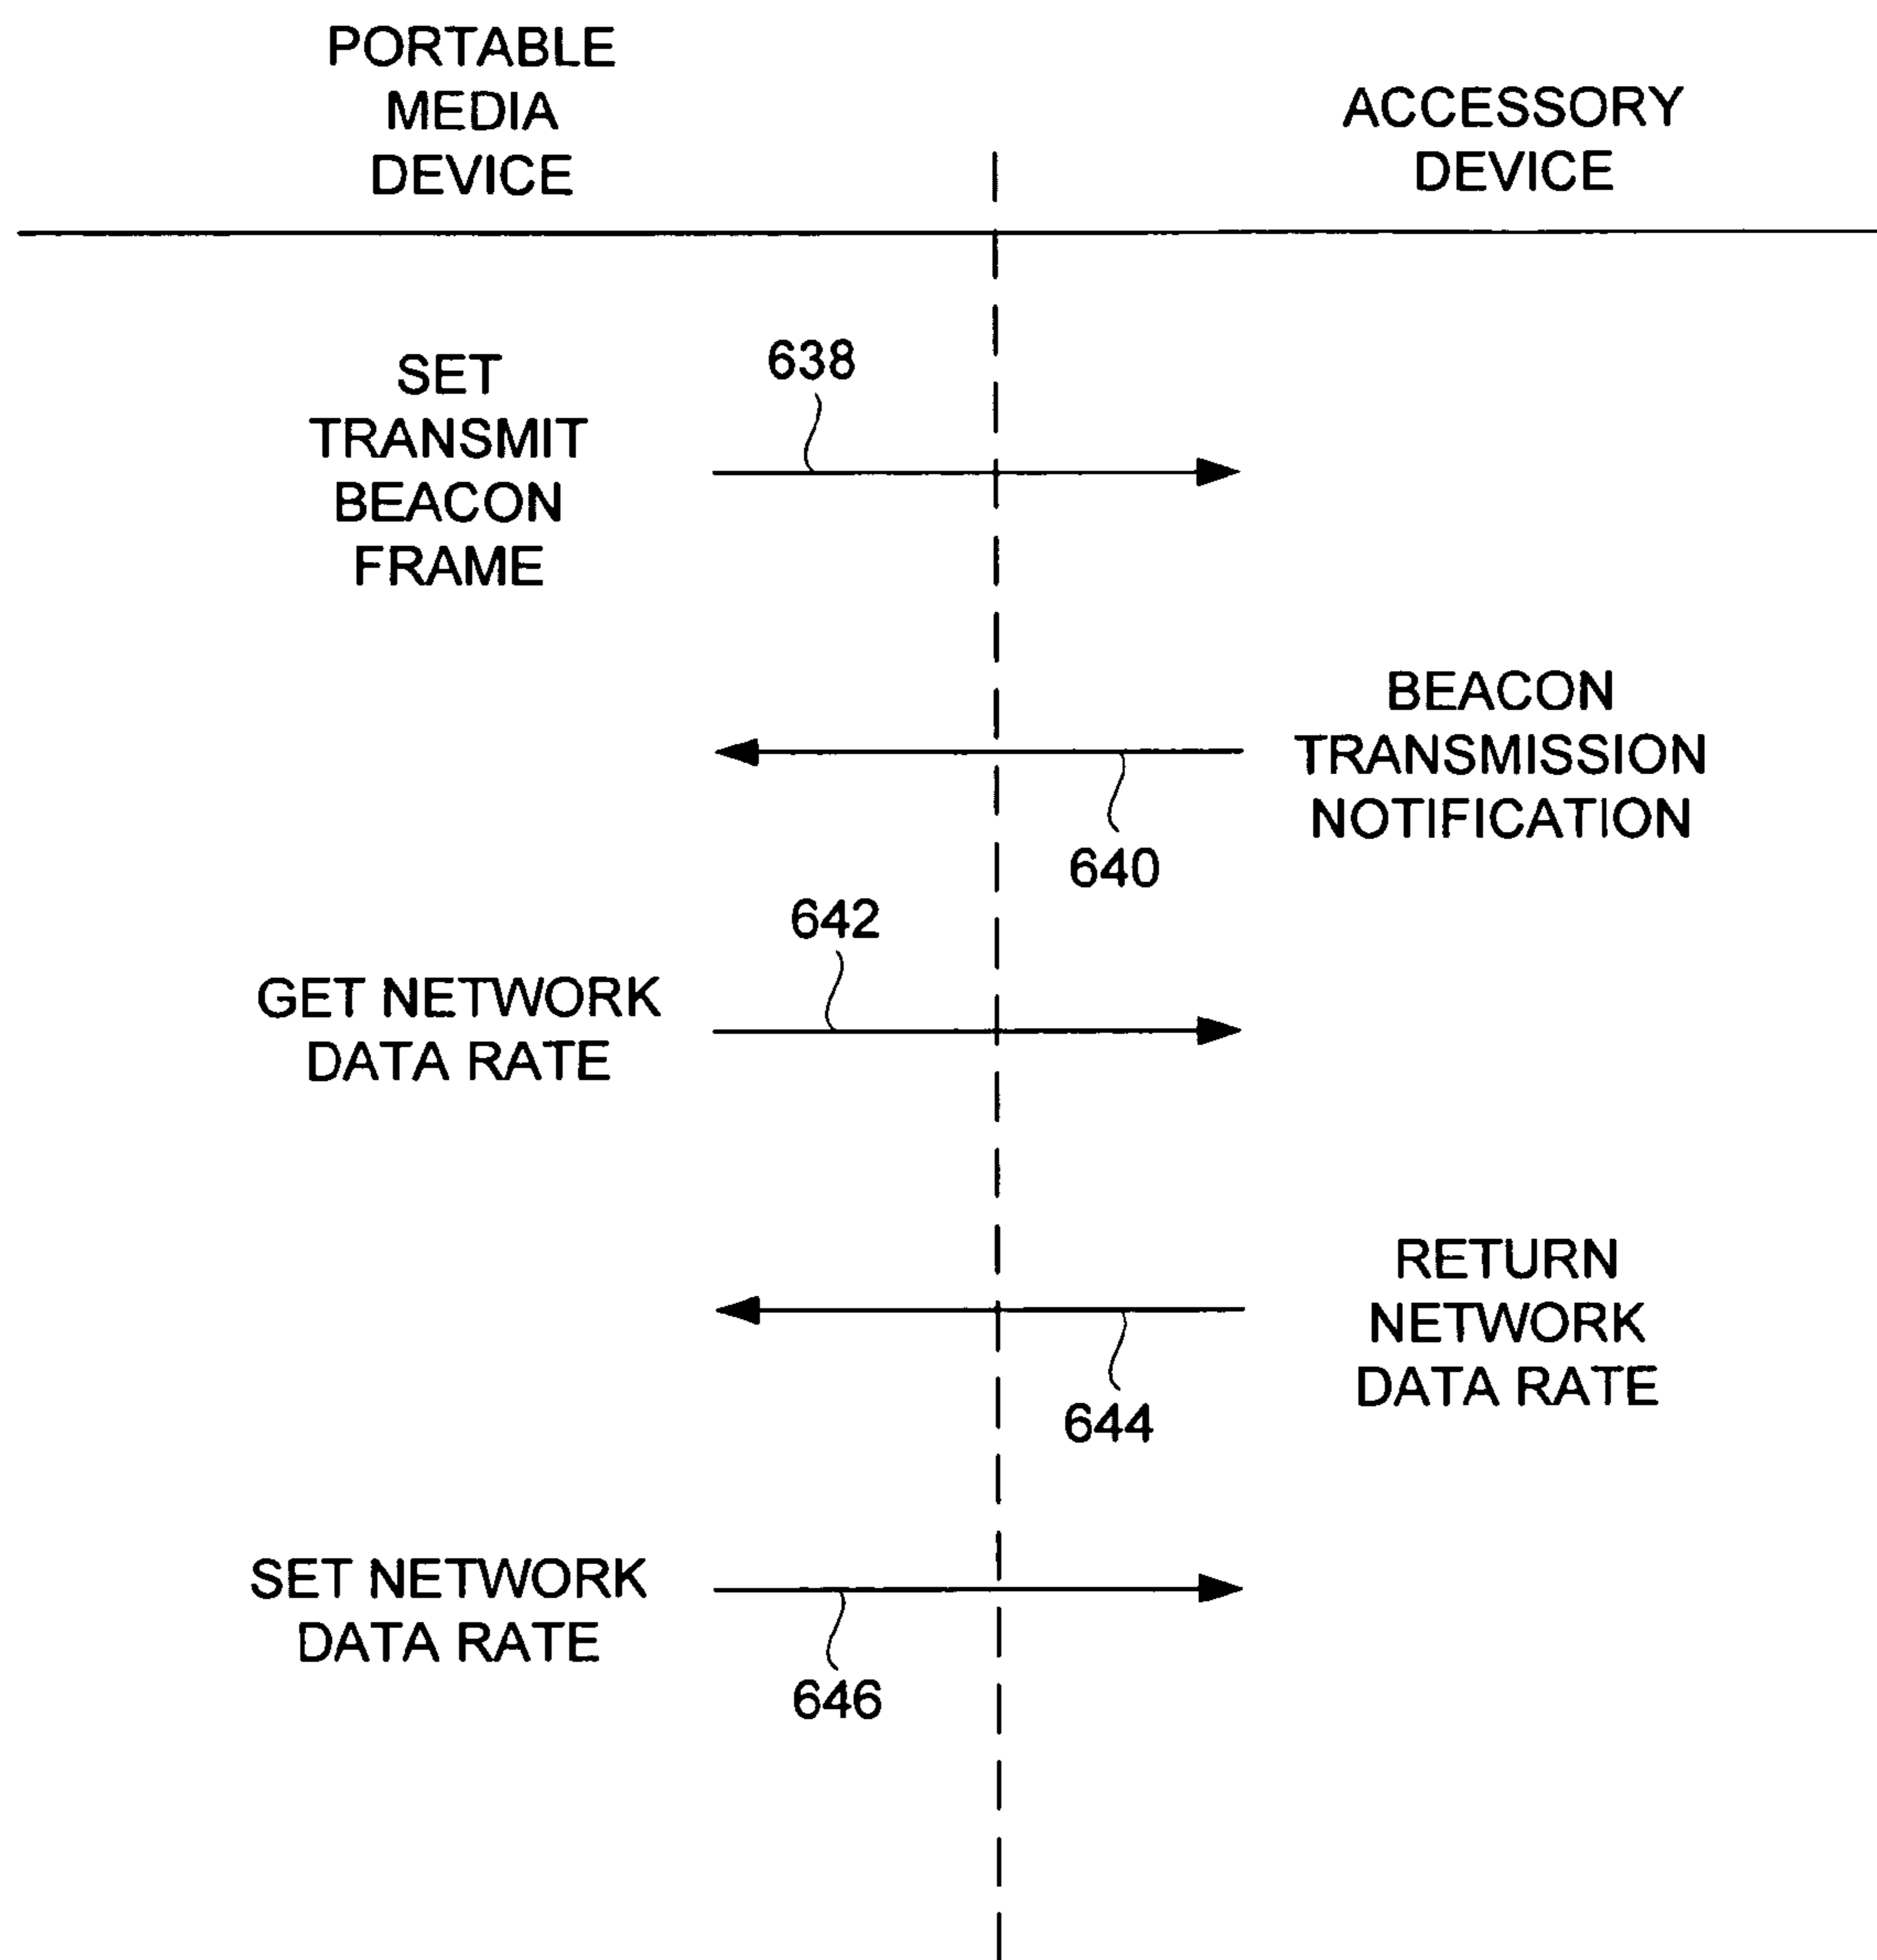 PORTABLE
MEDIA
DEVICE
ACCESSORY
DEVICE
SET
TRANSMIT
BEACON
FRAME
638
BEACON
TRANSMISSION
NOTIFICATION
640
642
GET NETWORK
DATA RATE
RETURN
NETWORK
DATA RATE
644
SET NETWORK
DATA RATE
646